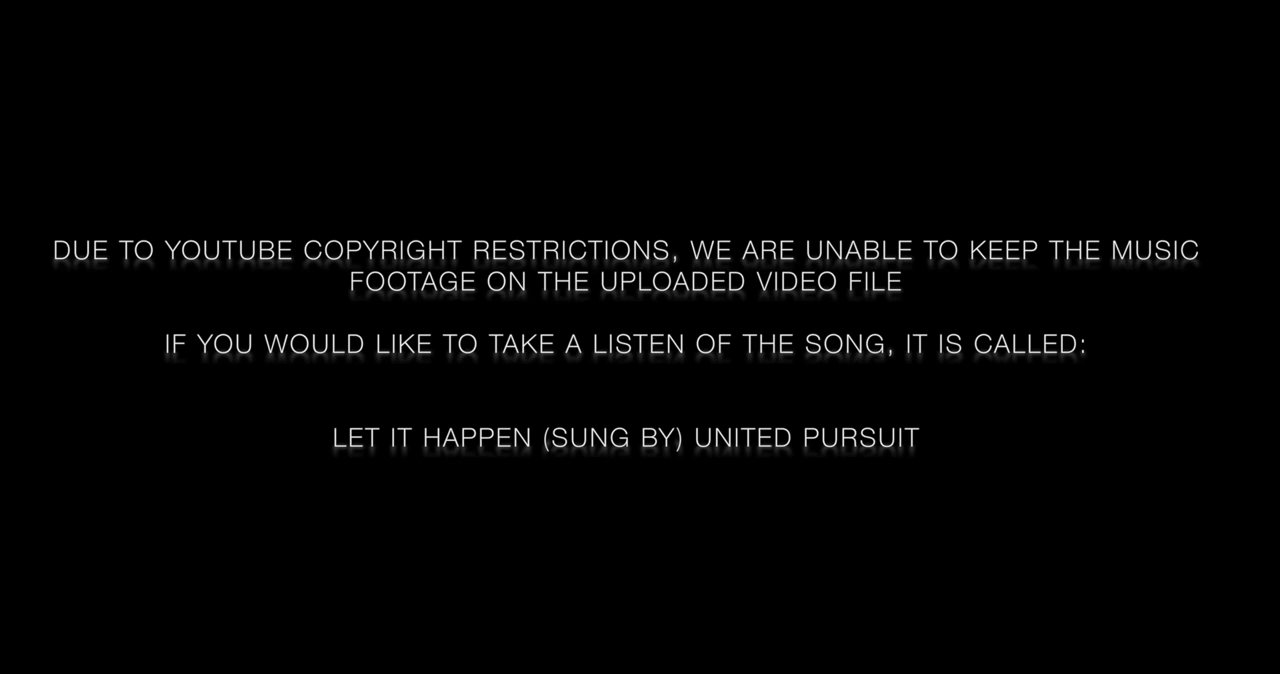 DUE TO YOUTUBE COPYRIGHT RESTRICTIONS, WE ARE UNABLE TO KEEP THE MUSIC
FOOTAGE ON THE UPLOADED VIDEO FILE
IF YOU WOULD LIKE TO TAKE A LISTEN OF THE SONG, IT IS CALLED:
LET IT HAPPEN (SUNG BY) UNITED PURSUIT